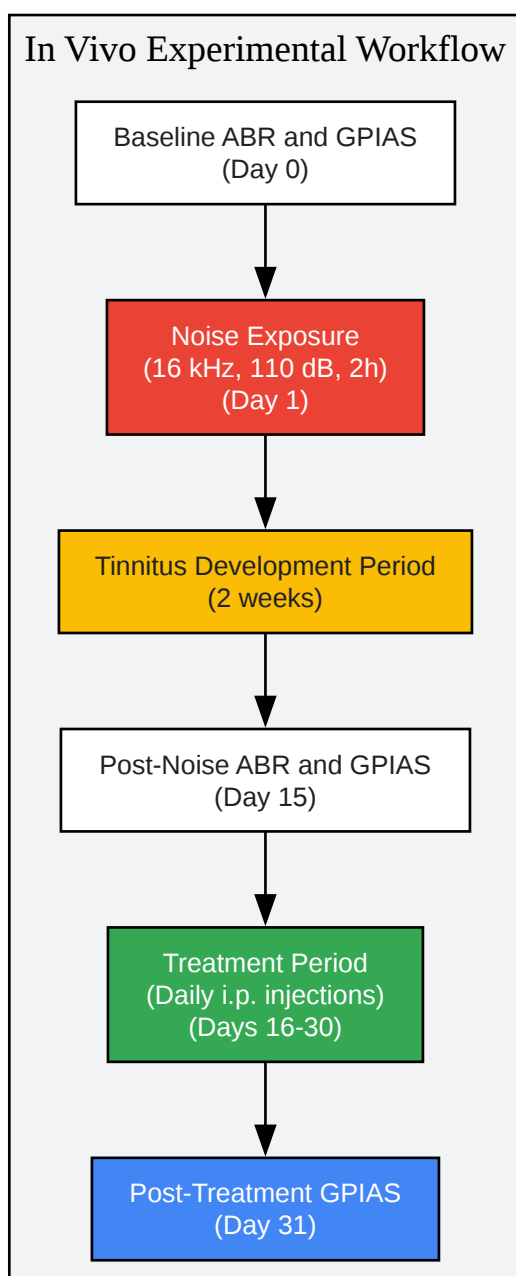 In Vivo Experimental Workflow
Baseline ABR and GPIAS
(Day 0)
Noise Exposure
(16 kHz, 110 dB, 2h)
(Day 1)
Tinnitus Development Period
(2 weeks)
Post-Noise ABR and GPIAS
(Day 15)
Treatment Period
(Daily i.p. injections)
(Days 16-30)
Post-Treatment GPIAS
(Day 31)